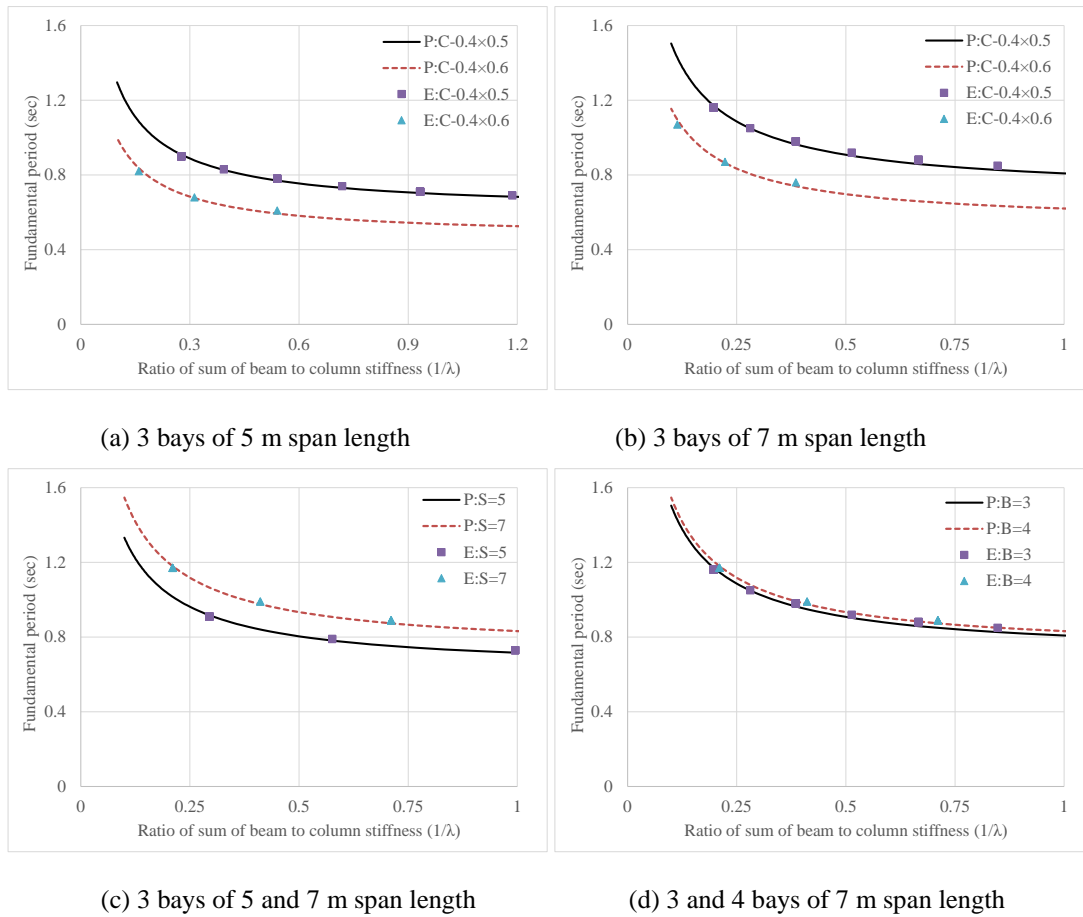 1.6
1.2
0.8
0.4
0
Fundamental period (sec)
P:C-0.4×0.5
P:C-0.4×0.6
E:C-0.4×0.5
E:C-0.4×0.6
0 0.3 0.6 0.9 1.2
Ratio of sum of beam to column stiffness (1/λ)
(a) 3 bays of 5 m span length
1.6
1.2
0.8
0.4
0
Fundamental period (sec)
P:C-0.4×0.5
P:C-0.4×0.6
E:C-0.4×0.5
E:C-0.4×0.6
0 0.25 0.5 0.75 1
Ratio of sum of beam to column stiffness (1/λ)
(b) 3 bays of 7 m span length
1.6
1.2
0.8
0.4
0
Fundamental period (sec)
P:S=5
P:S=7
E:S=5
E:S=7
0 0.25 0.5 0.75 1
Ratio of sum of beam to column stiffness (1/λ)
(c) 3 bays of 5 and 7 m span length
1.6
1.2
0.8
0.4
0
Fundamental period (sec)
P:B=3
P:B=4
E:B=3
E:B=4
0 0.25 0.5 0.75 1
Ratio of sum of beam to column stiffness (1/λ)
(d) 3 and 4 bays of 7 m span length